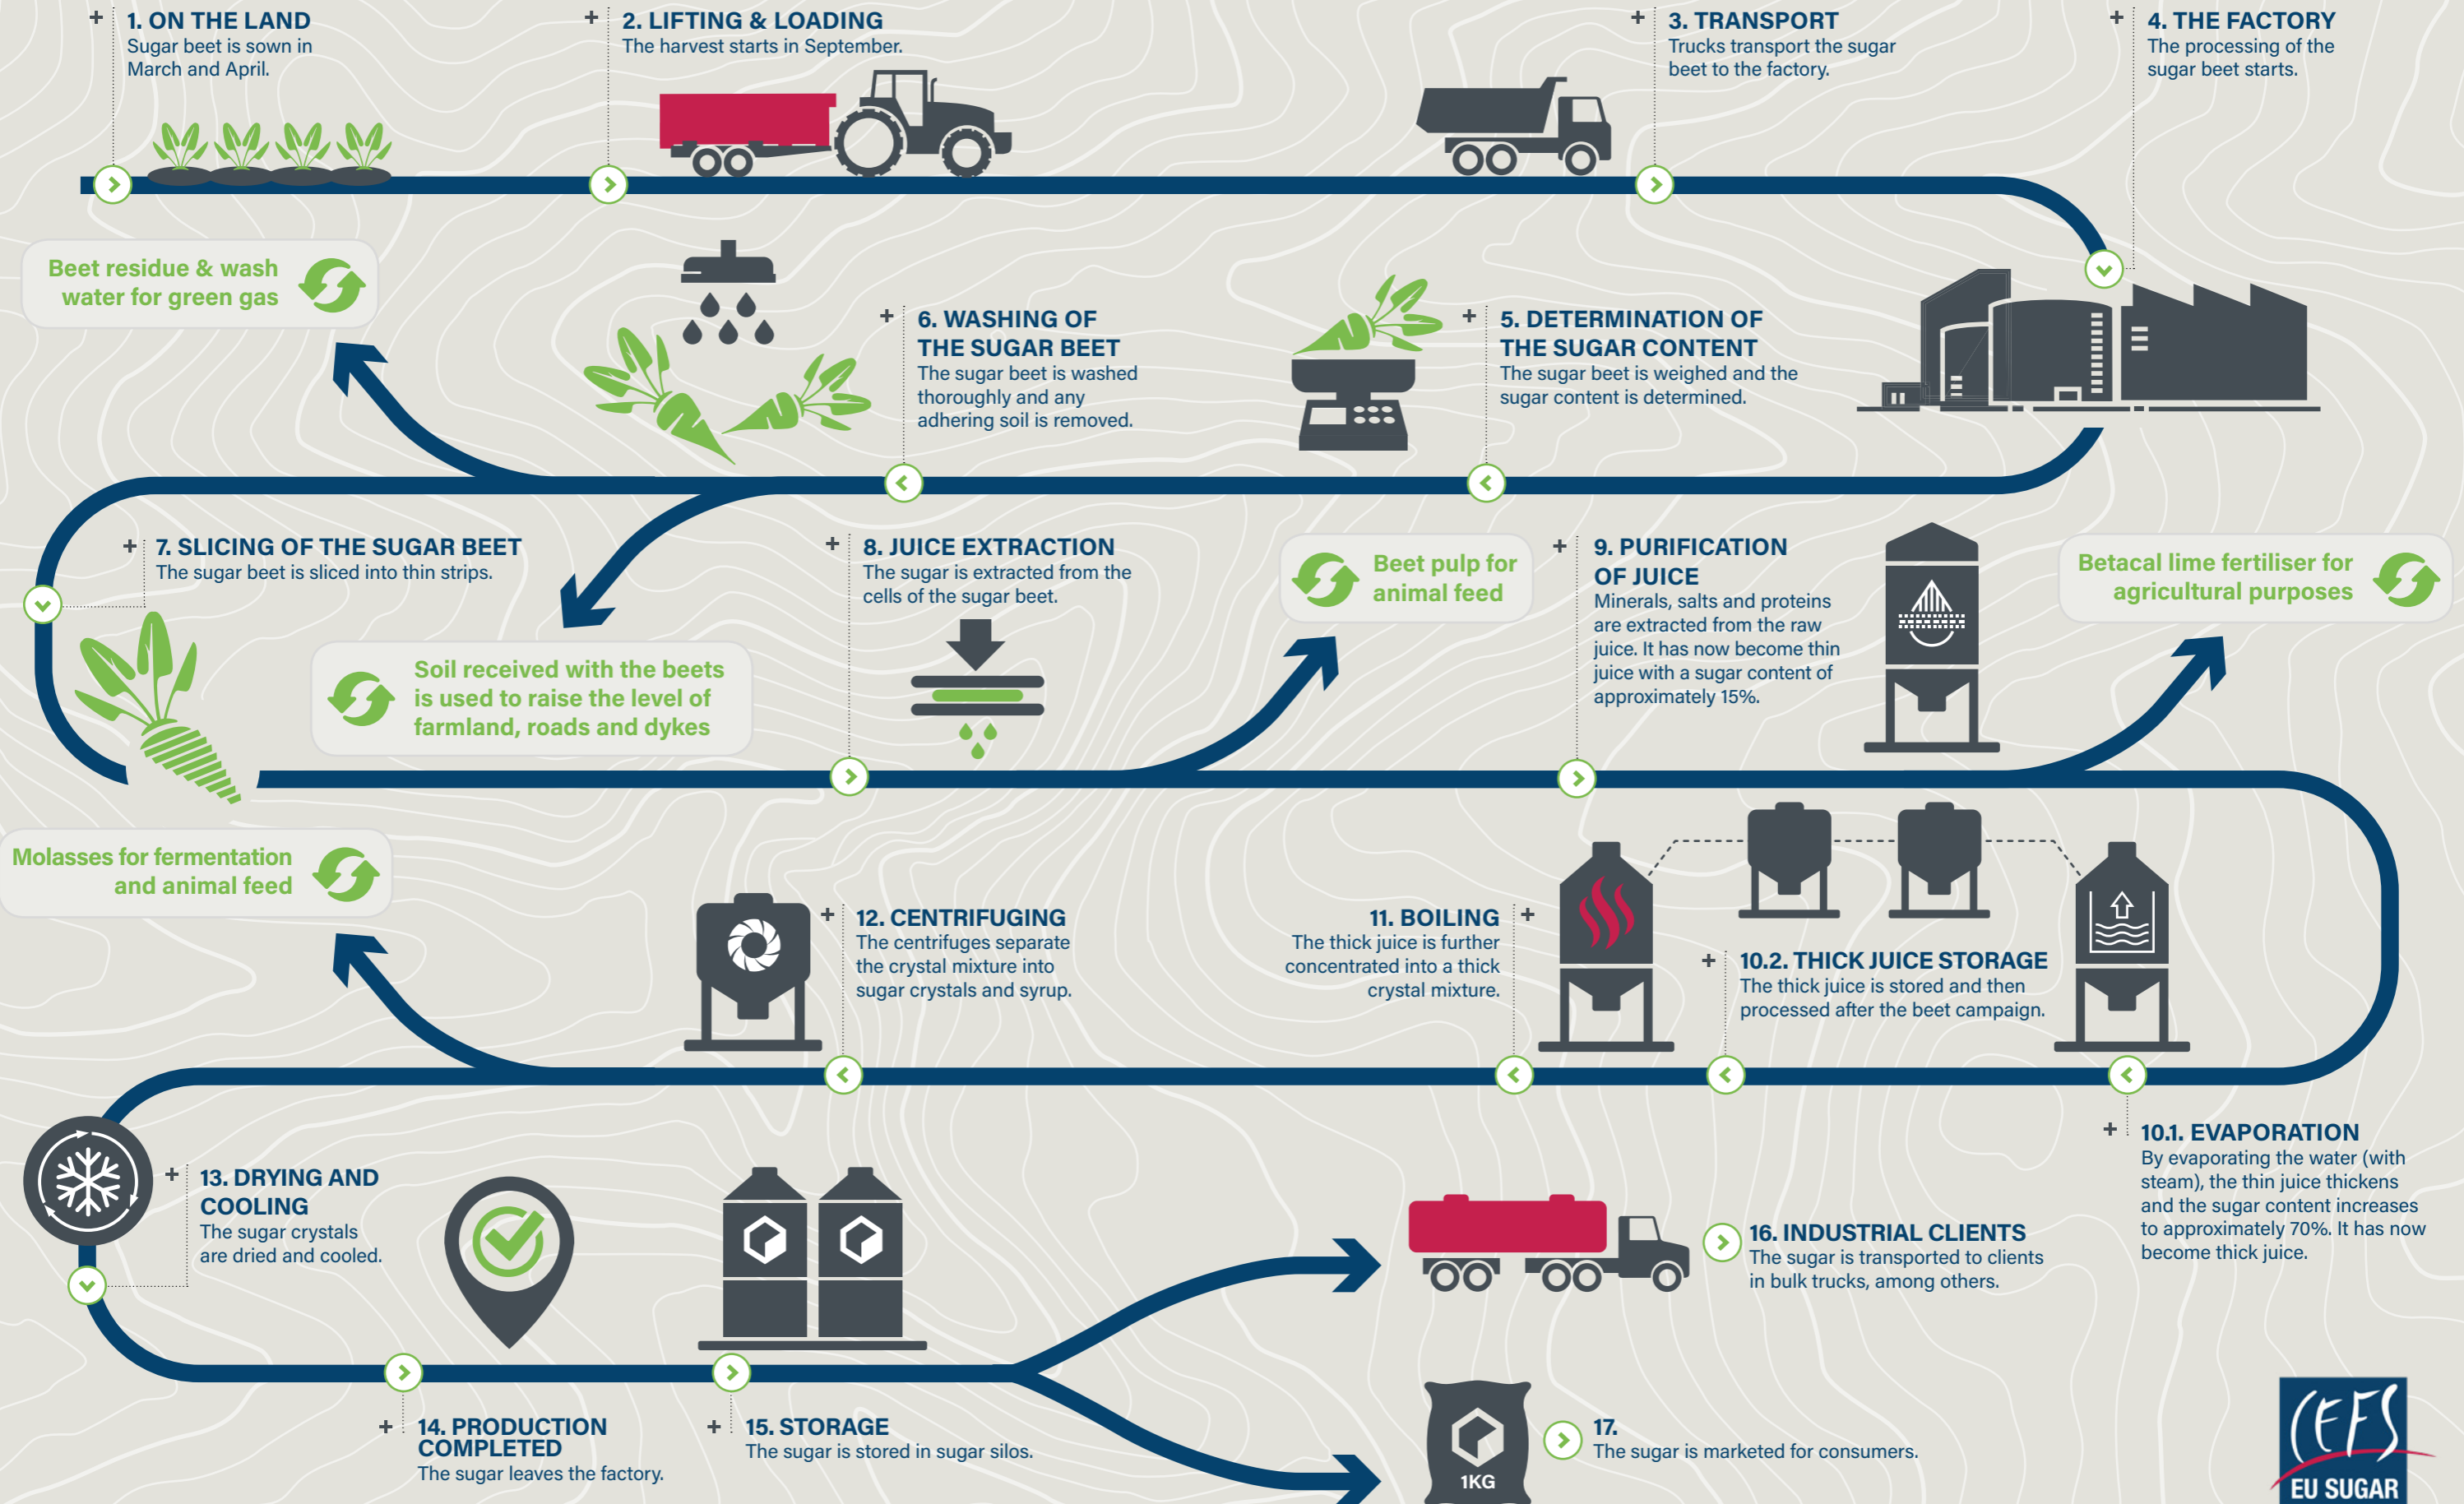 1. ON THE LAND
Sugar beet is sown in
March and April.
2. LIFTING & LOADING
The harvest starts in September.
3. TRANSPORT
Trucks transport the sugar
beet to the factory.
4. THE FACTORY
The processing of the
sugar beet starts.
5. DETERMINATION OF
THE SUGAR CONTENT
The sugar beet is weighed and the
sugar content is determined.
6. WASHING OF
THE SUGAR BEET
The sugar beet is washed
thoroughly and any
adhering soil is removed.
Beet residue & wash
water for green gas
7. SLICING OF THE SUGAR BEET
The sugar beet is sliced into thin strips.
Soil received with the beets
is used to raise the level of
farmland, roads and dykes
8. JUICE EXTRACTION
The sugar is extracted from the
cells of the sugar beet.
Beet pulp for
animal feed
9. PURIFICATION
OF JUICE
Minerals, salts and proteins
are extracted from the raw
juice. It has now become thin
juice with a sugar content of
approximately 15%.
Betacal lime fertiliser for
agricultural purposes
10.1. EVAPORATION
By evaporating the water (with
steam), the thin juice thickens
and the sugar content increases
to approximately 70%. It has now
become thick juice.
10.2. THICK JUICE STORAGE
The thick juice is stored and then
processed after the beet campaign.
11. BOILING
The thick juice is further
concentrated into a thick
crystal mixture.
12. CENTRIFUGING
The centrifuges separate
the crystal mixture into
sugar crystals and syrup.
Molasses for fermentation
and animal feed
13. DRYING AND
COOLING
The sugar crystals
are dried and cooled.
14. PRODUCTION
COMPLETED
The sugar leaves the factory.
15. STORAGE
The sugar is stored in sugar silos.
16. INDUSTRIAL CLIENTS
The sugar is transported to clients
in bulk trucks, among others.
1KG
17.
The sugar is marketed for consumers.
CEFS
EU SUGAR